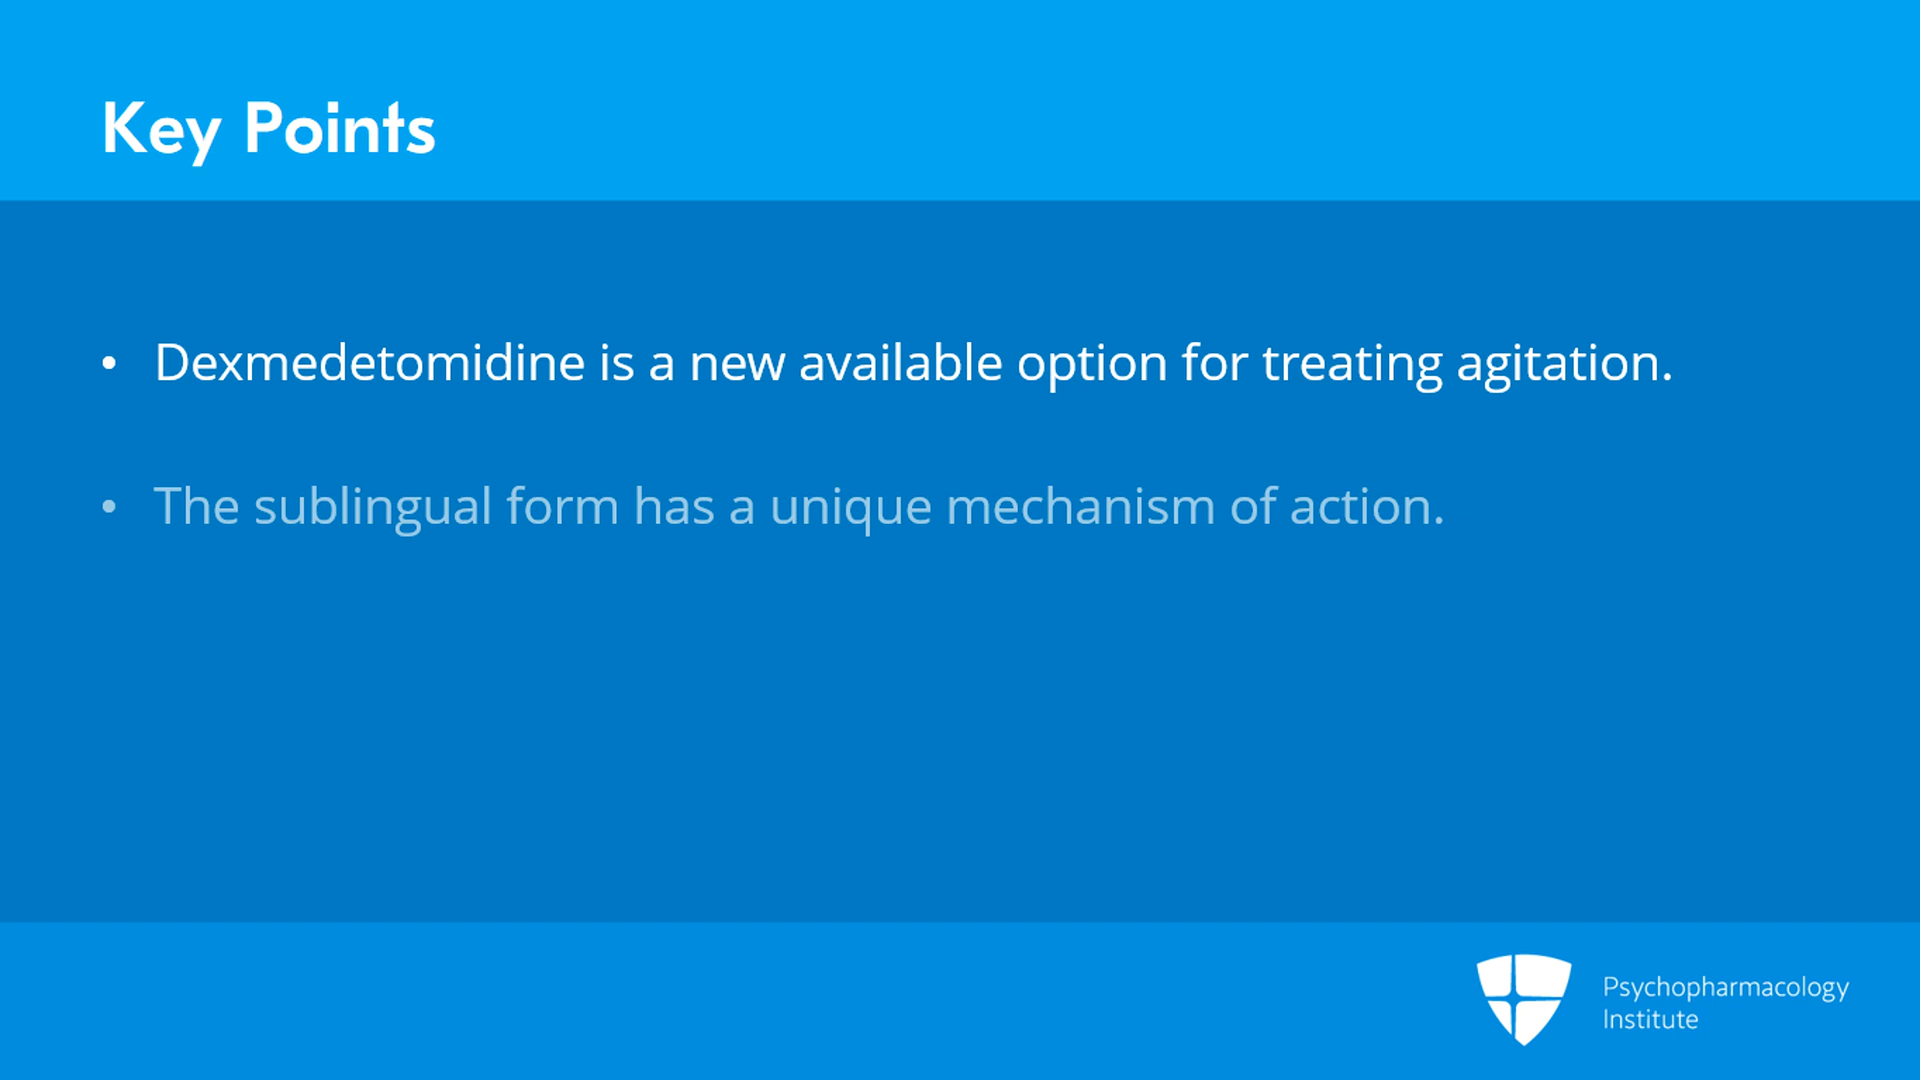 Key Points
• Dexmedetomidine is a new available option for treating agitation.
• The sublingual form has a unique mechanism of action.
Psychopharmacology
Institute